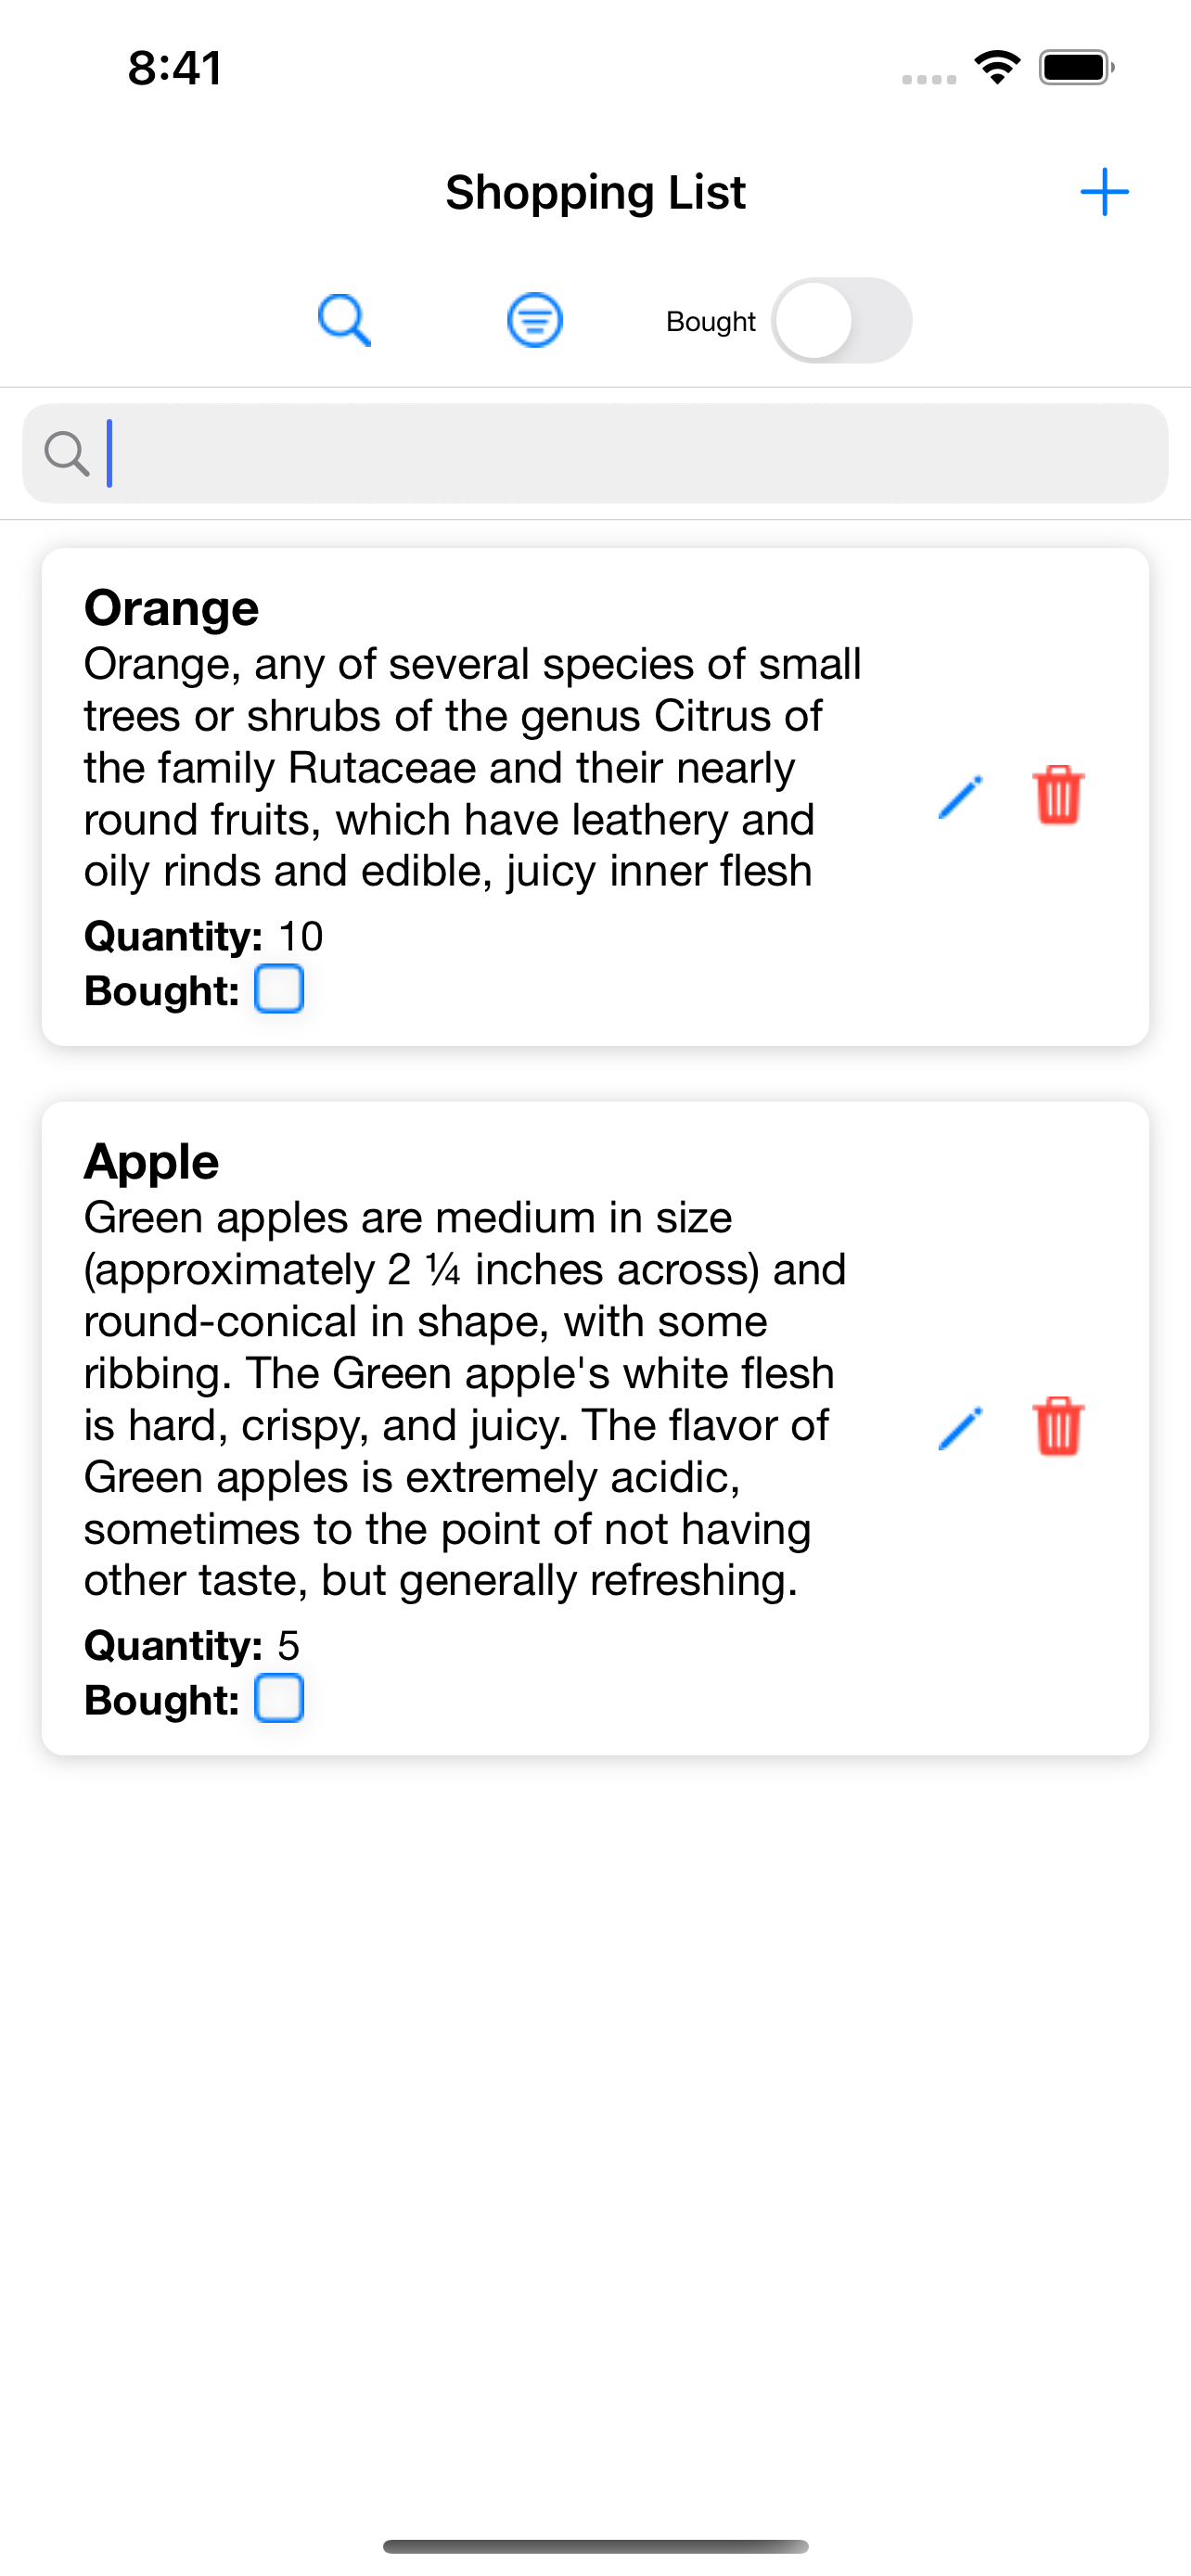 8:41
Shopping List
Bought
Orange
Orange, any of several species of small
trees or shrubs of the genus Citrus of
the family Rutaceae and their nearly
round fruits, which have leathery and
oily rinds and edible, juicy inner flesh
Quantity: 10
Bought:
Apple
Green apples are medium in size
(approximately 2 ¼ inches across) and
round-conical in shape, with some
ribbing. The Green apple's white flesh
is hard, crispy, and juicy. The flavor of
Green apples is extremely acidic,
sometimes to the point of not having
other taste, but generally refreshing.
Quantity: 5
Bought: